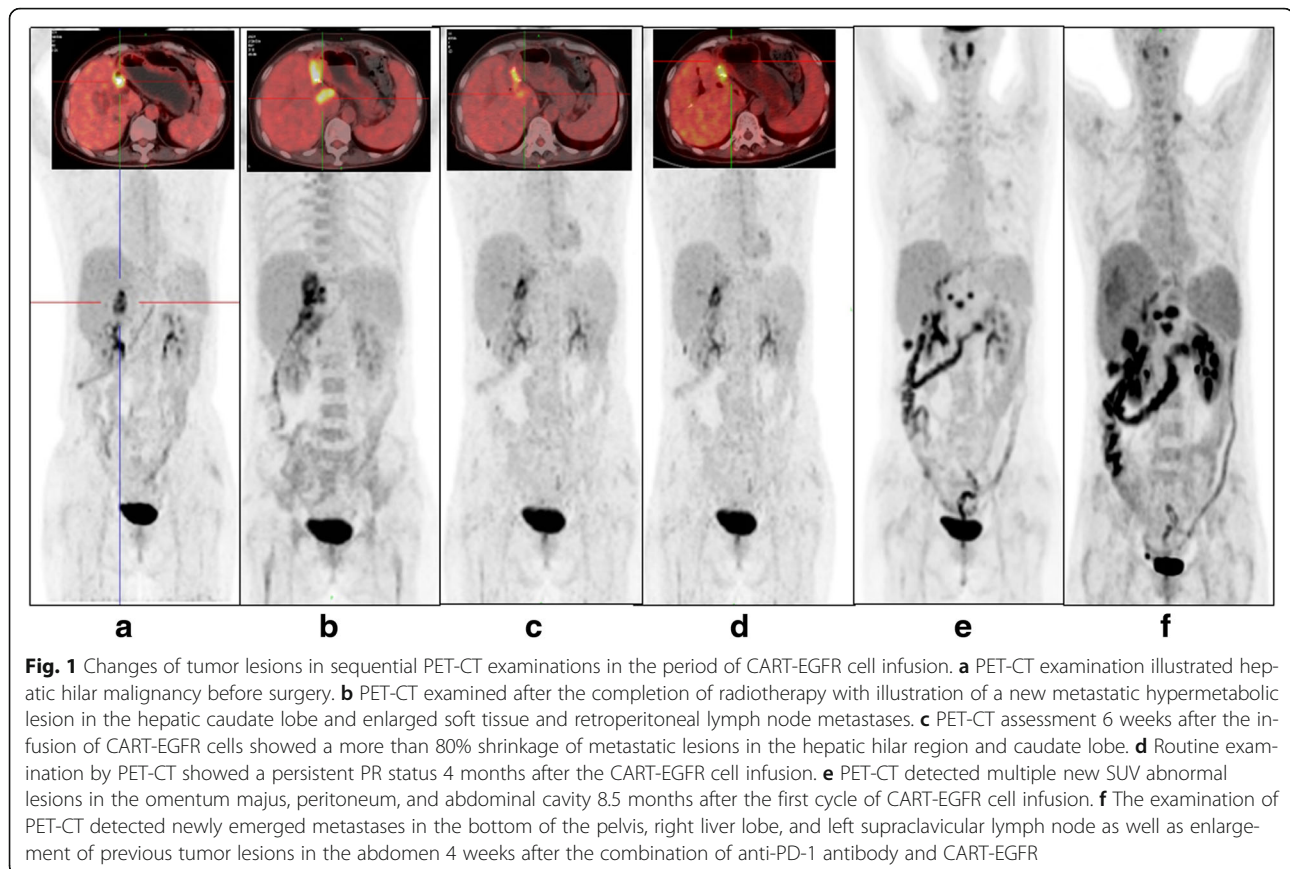 a
b
c
d
e
f
Fig. 1 Changes of tumor lesions in sequential PET-CT examinations in the period of CART-EGFR cell infusion. a PET-CT examination illustrated hep-
atic hilar malignancy before surgery. b PET-CT examined after the completion of radiotherapy with illustration of a new metastatic hypermetabolic
lesion in the hepatic caudate lobe and enlarged soft tissue and retroperitoneal lymph node metastases. c PET-CT assessment 6 weeks after the in-
fusion of CART-EGFR cells showed a more than 80% shrinkage of metastatic lesions in the hepatic hilar region and caudate lobe. d Routine exam-
ination by PET-CT showed a persistent PR status 4 months after the CART-EGFR cell infusion. e PET-CT detected multiple new SUV abnormal
lesions in the omentum majus, peritoneum, and abdominal cavity 8.5 months after the first cycle of CART-EGFR cell infusion. f The examination of
PET-CT detected newly emerged metastases in the bottom of the pelvis, right liver lobe, and left supraclavicular lymph node as well as enlarge-
ment of previous tumor lesions in the abdomen 4 weeks after the combination of anti-PD-1 antibody and CART-EGFR